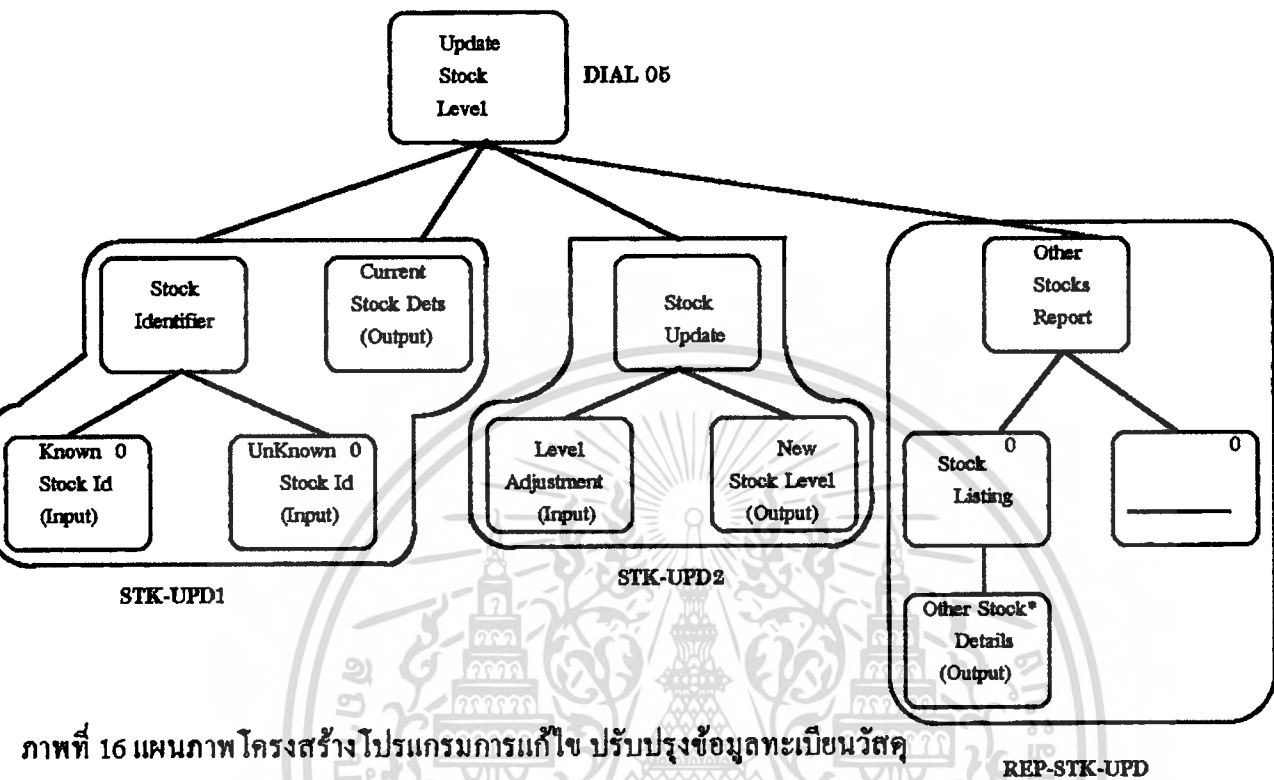 Update
Stock
Level
DIAL 05
Stock
Identifier
Current
Stock Dets
(Output)
Stock
Update
Other
Stocks
Report
Known 0
Stock Id
(Input)
UnKnown 0
Stock Id
(Input)
Level
Adjustment
(Input)
New
Stock Level
(Output)
0
Stock
Listing
0
Other Stock*
Details
(Output)
STK-UPD1
STK-UPD2
REP-STK-UPD
ภาพที่ 16 แผนภาพโครงสร้างโปรแกรมการแก้ไข ปรับปรุงข้อมูลทะเบียนวัสดุ